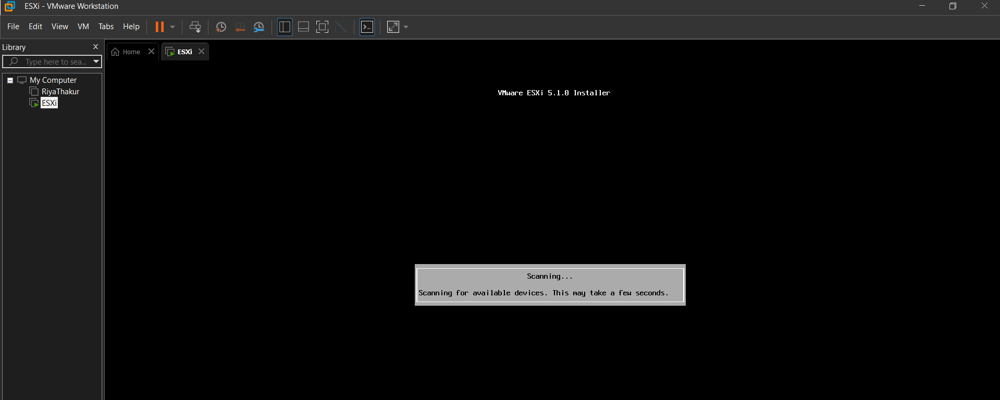 ESXi - VMware Workstation
File Edit View VM Tabs Help
Library
Type here to sea...
My Computer
RiyaThakur
ESXi
Home
ESXi
VMware ESXi 5.1.0 Installer
Scanning...
Scanning for available devices. This may take a few seconds.